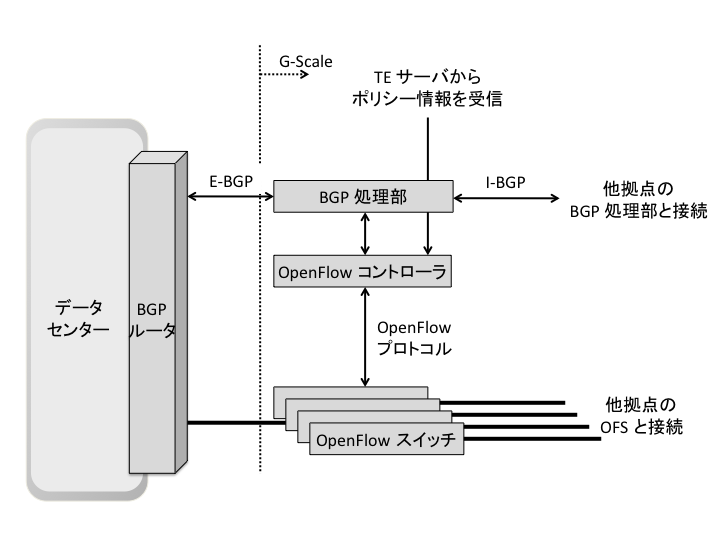 G-Scale
TE サーバから
ポリシー情報を受信
E-BGP
BGP 処理部
I-BGP
他拠点の
BGP 処理部と接続
OpenFlow コントローラ
データ
センター
BGP
ルータ
OpenFlow
プロトコル
他拠点の
OFS と接続
OpenFlow スイッチ